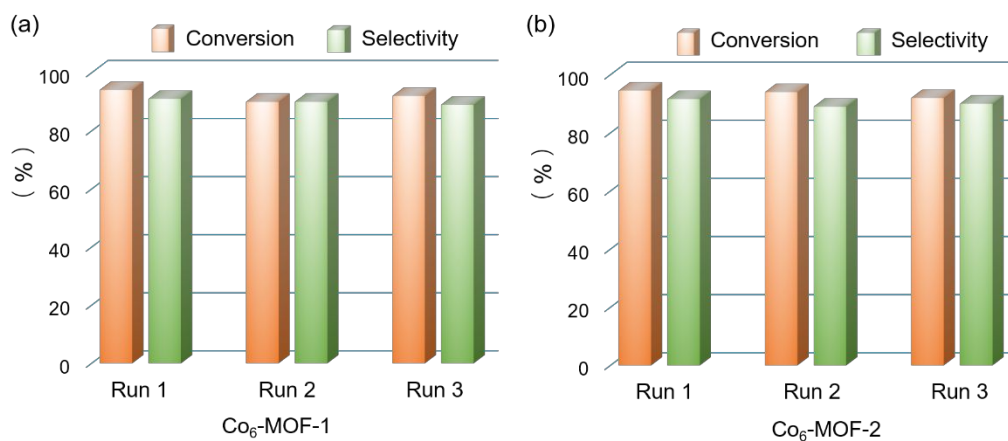 (a)
Conversion Selectivity
100
80
60
40
20
0
( % )
Run 1 Run 2 Run 3
Co₆-MOF-1
(b)
Conversion Selectivity
100
80
60
40
20
0
( % )
Run 1 Run 2 Run 3
Co₆-MOF-2